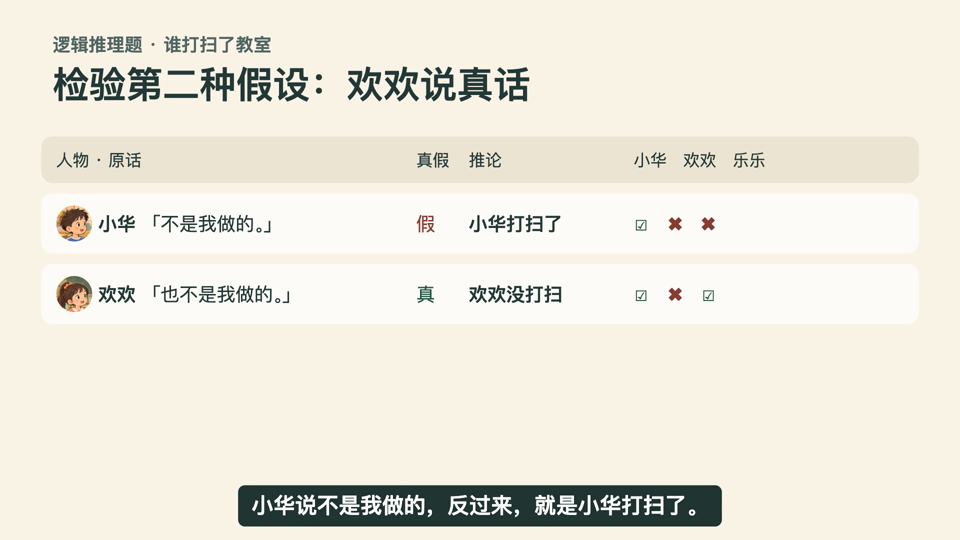 逻辑推理题 · 谁打扫了教室
检验第二种假设：欢欢说真话
人物 · 原话 真假 推论 小华 欢欢 乐乐
小华 「不是我做的。」 假 小华打扫了 ☑ ✖ ✖
欢欢 「也不是我做的。」 真 欢欢没打扫 ☑ ✖ ☑
小华说不是我做的，反过来，就是小华打扫了。